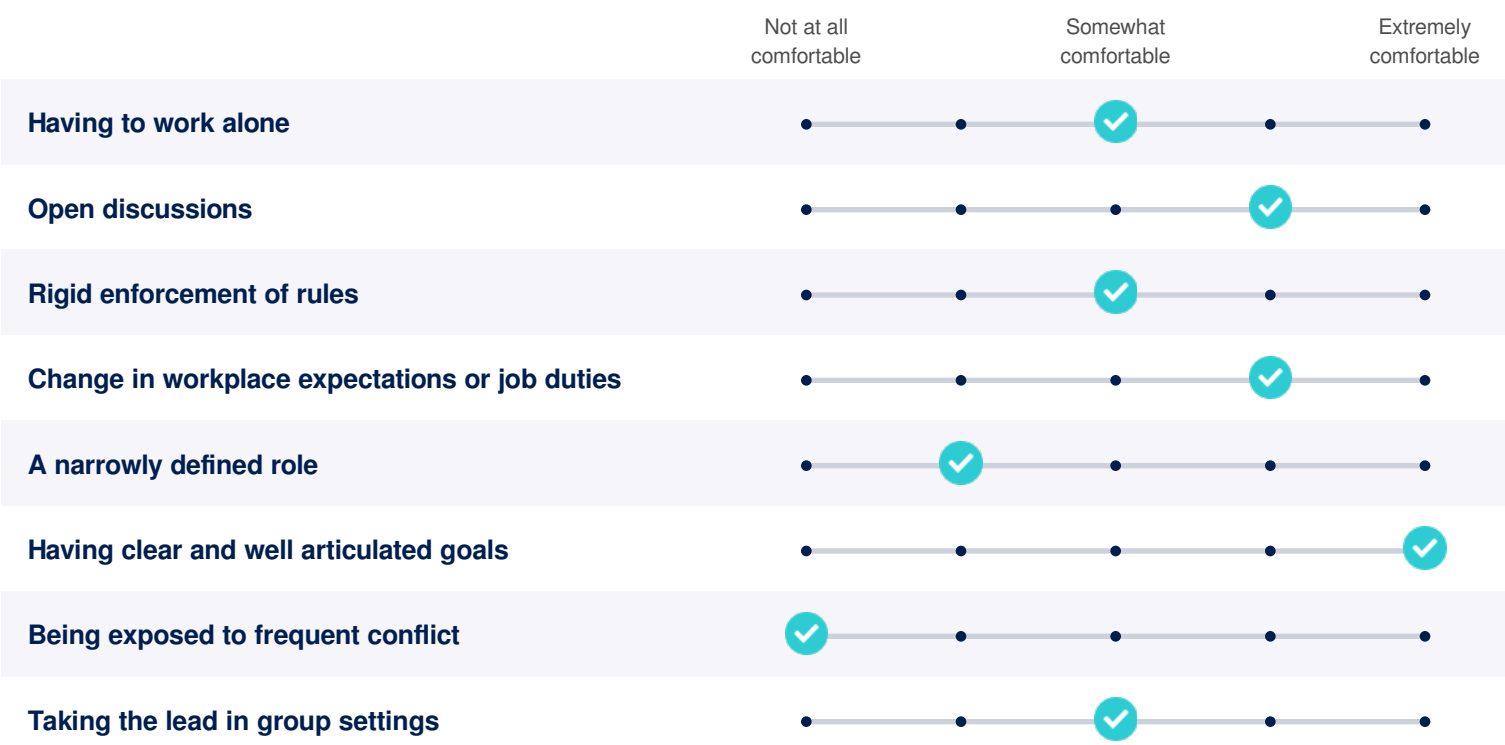 Not at all comfortable
Somewhat comfortable
Extremely comfortable
Having to work alone
Open discussions
Rigid enforcement of rules
Change in workplace expectations or job duties
A narrowly defined role
Having clear and well articulated goals
Being exposed to frequent conflict
Taking the lead in group settings